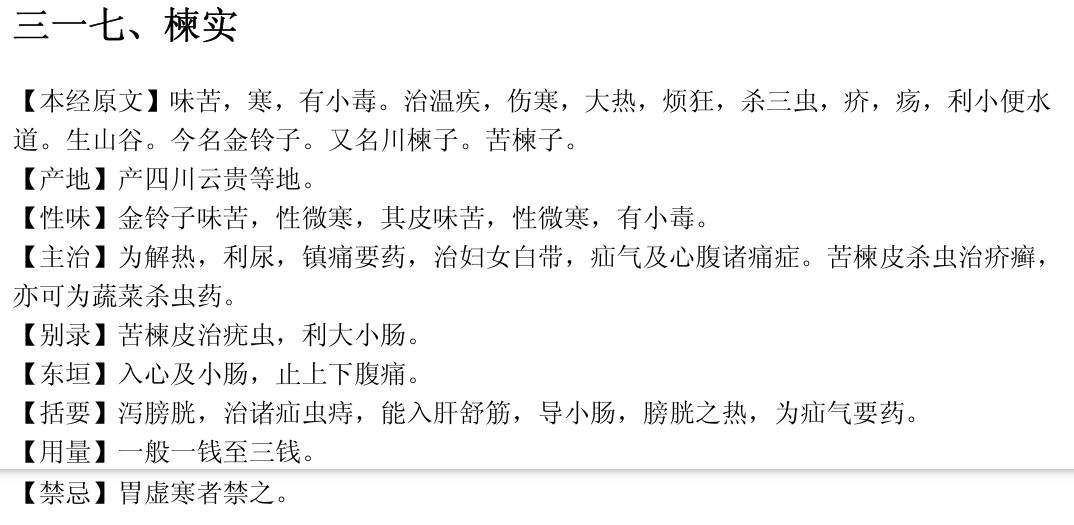 三一七、楝实
【本经原文】味苦，寒，有小毒。治温疾，伤寒，大热，烦狂，杀三虫，疥，疡，利小便水
道。生山谷。今名金铃子。又名川楝子。苦楝子。
【产地】产四川云贵等地。
【性味】金铃子味苦，性微寒，其皮味苦，性微寒，有小毒。
【主治】为解热，利尿，镇痛要药，治妇女白带，疝气及心腹诸痛症。苦楝皮杀虫治疥癣，
亦可为蔬菜杀虫药。
【别录】苦楝皮治疣虫，利大小肠。
【东垣】入心及小肠，止上下腹痛。
【括要】泻膀胱，治诸疝虫痔，能入肝舒筋，导小肠，膀胱之热，为疝气要药。
【用量】一般一钱至三钱。
【禁忌】胃虚寒者禁之。